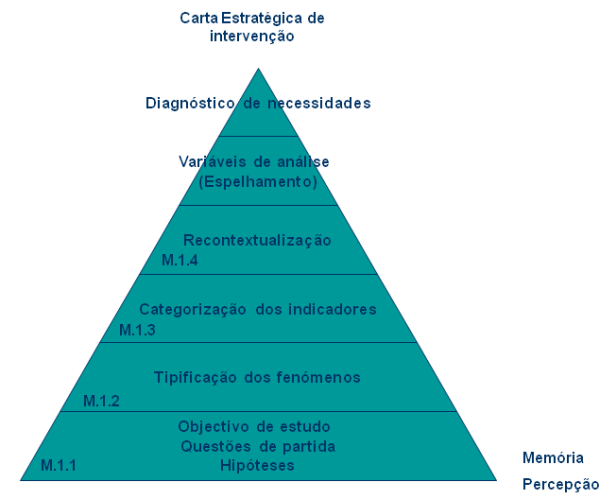 Carta Estratégica de
intervenção
Diagnóstico de necessidades
Variáveis de análise
(Espelhamento)
Recontextualização
M.1.4
Categorização dos indicadores
M.1.3
Tipificação dos fenómenos
M.1.2
Objectivo de estudo
Questões de partida
Hipóteses
M.1.1
Memória
Percepção